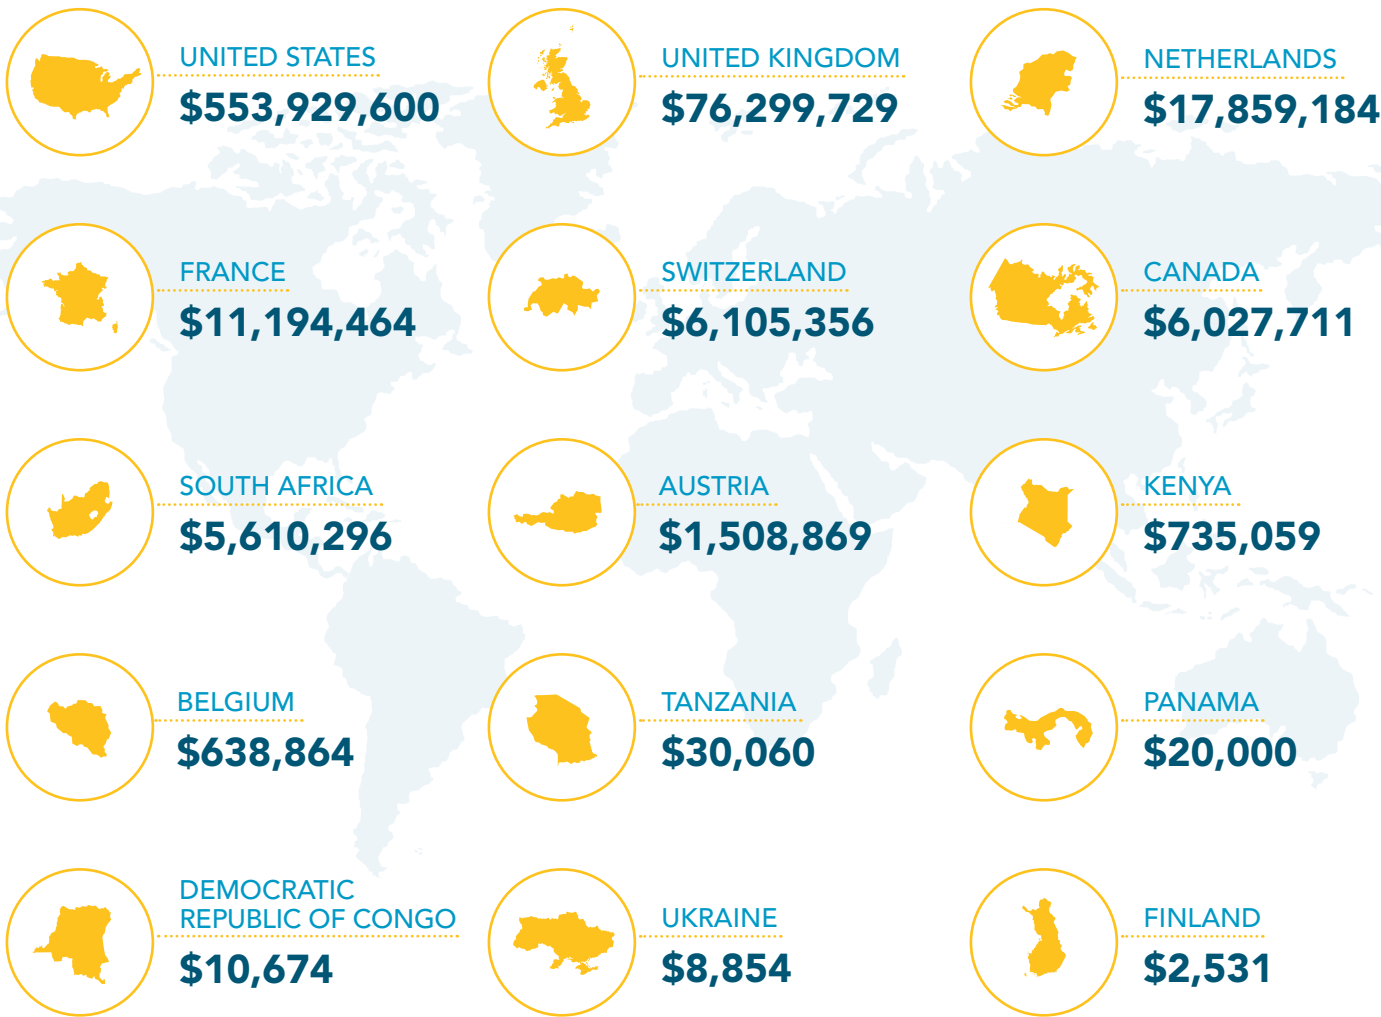 UNITED STATES
$553,929,600
UNITED KINGDOM
$76,299,729
NETHERLANDS
$17,859,184
FRANCE
$11,194,464
SWITZERLAND
$6,105,356
CANADA
$6,027,711
SOUTH AFRICA
$5,610,296
AUSTRIA
$1,508,869
KENYA
$735,059
BELGIUM
$638,864
TANZANIA
$30,060
PANAMA
$20,000
DEMOCRATIC
REPUBLIC OF CONGO
$10,674
UKRAINE
$8,854
FINLAND
$2,531